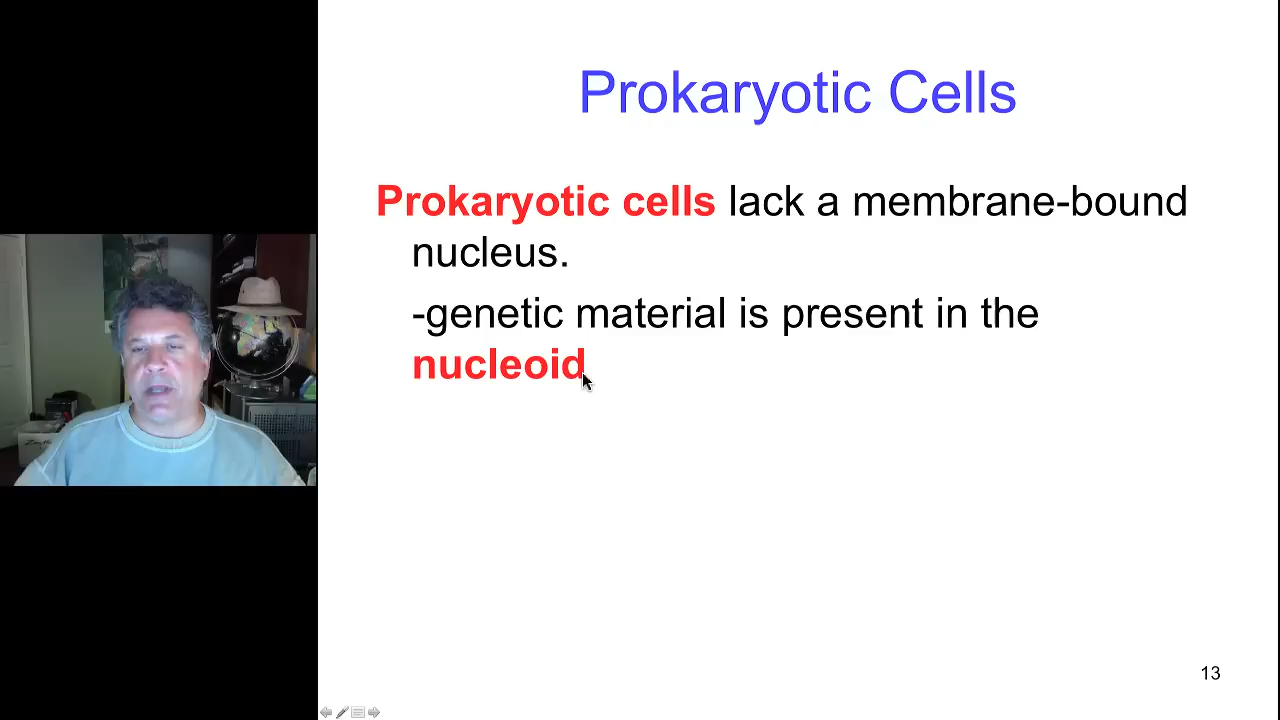 Prokaryotic Cells
Prokaryotic cells lack a membrane-bound
nucleus.
-genetic material is present in the
nucleoid
13